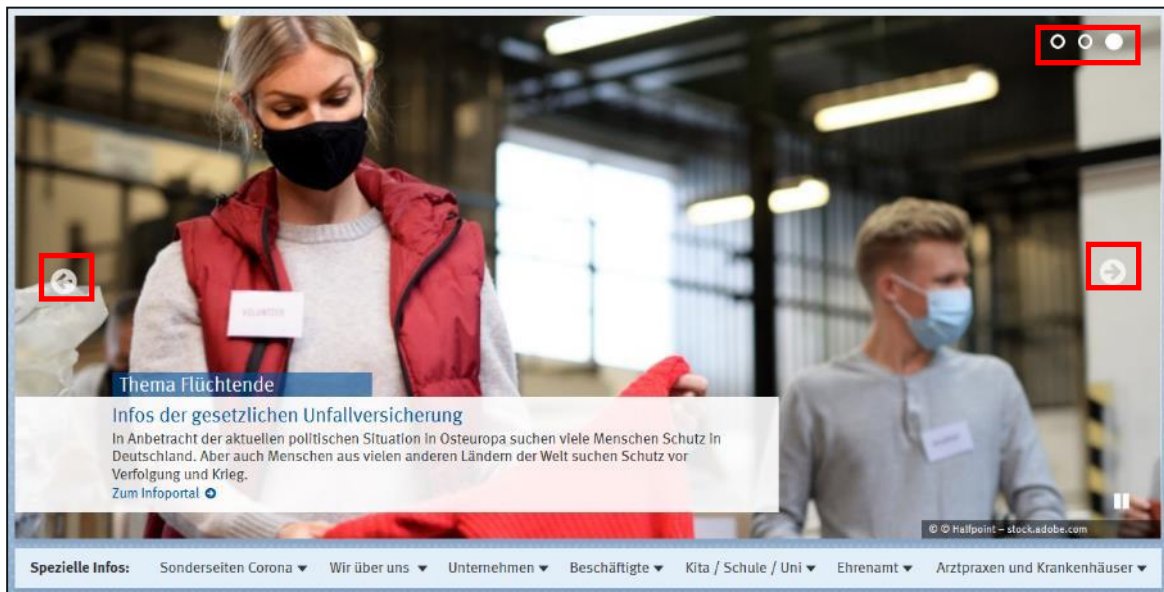 VOLUNTEER
Thema Flüchtende
Infos der gesetzlichen Unfallversicherung
In Anbetracht der aktuellen politischen Situation in Osteuropa suchen viele Menschen Schutz in
Deutschland. Aber auch Menschen aus vielen anderen Ländern der Welt suchen Schutz vor
Verfolgung und Krieg.
Zum Infoportal
© © Halfpoint – stock.adobe.com
Spezielle Infos: Sonderseiten Corona Wir über uns Unternehmen Beschäftigte Kita / Schule / Uni Ehrenamt Arztpraxen und Krankenhäuser